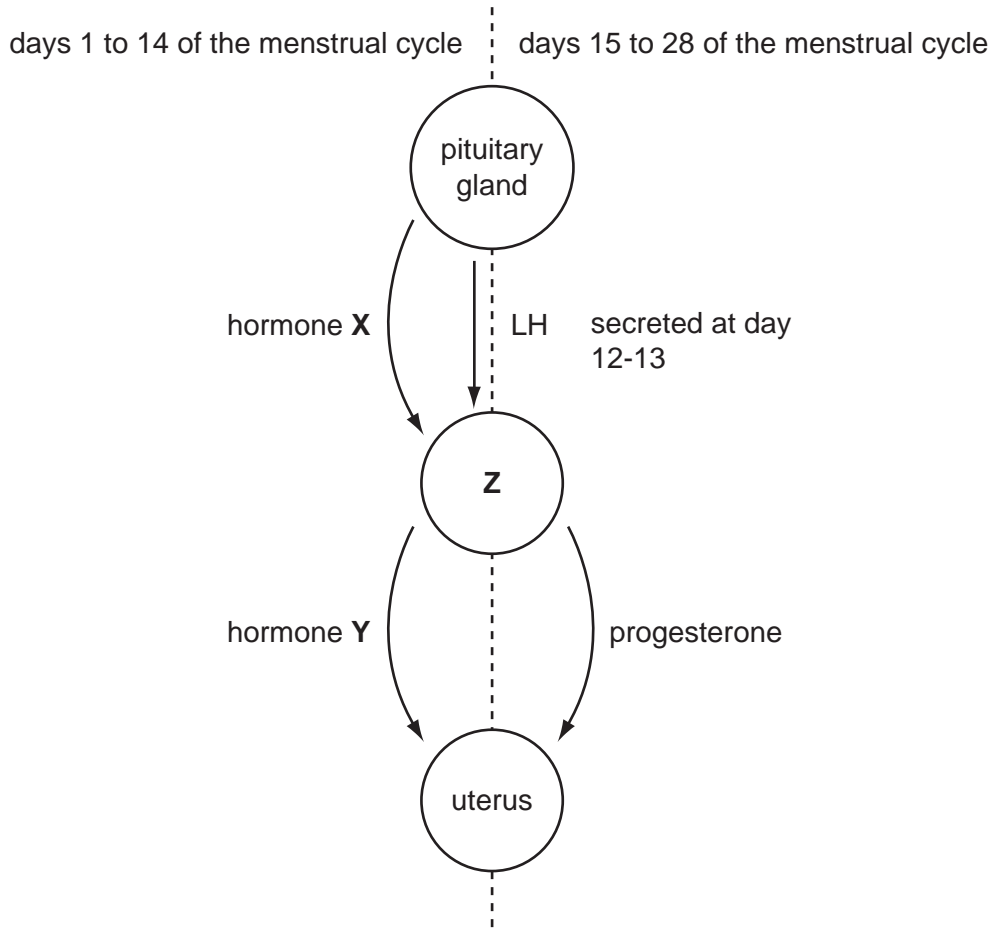 days 1 to 14 of the menstrual cycle
days 15 to 28 of the menstrual cycle
pituitary
gland
hormone X
LH
secreted at day
12-13
Z
hormone Y
progesterone
uterus